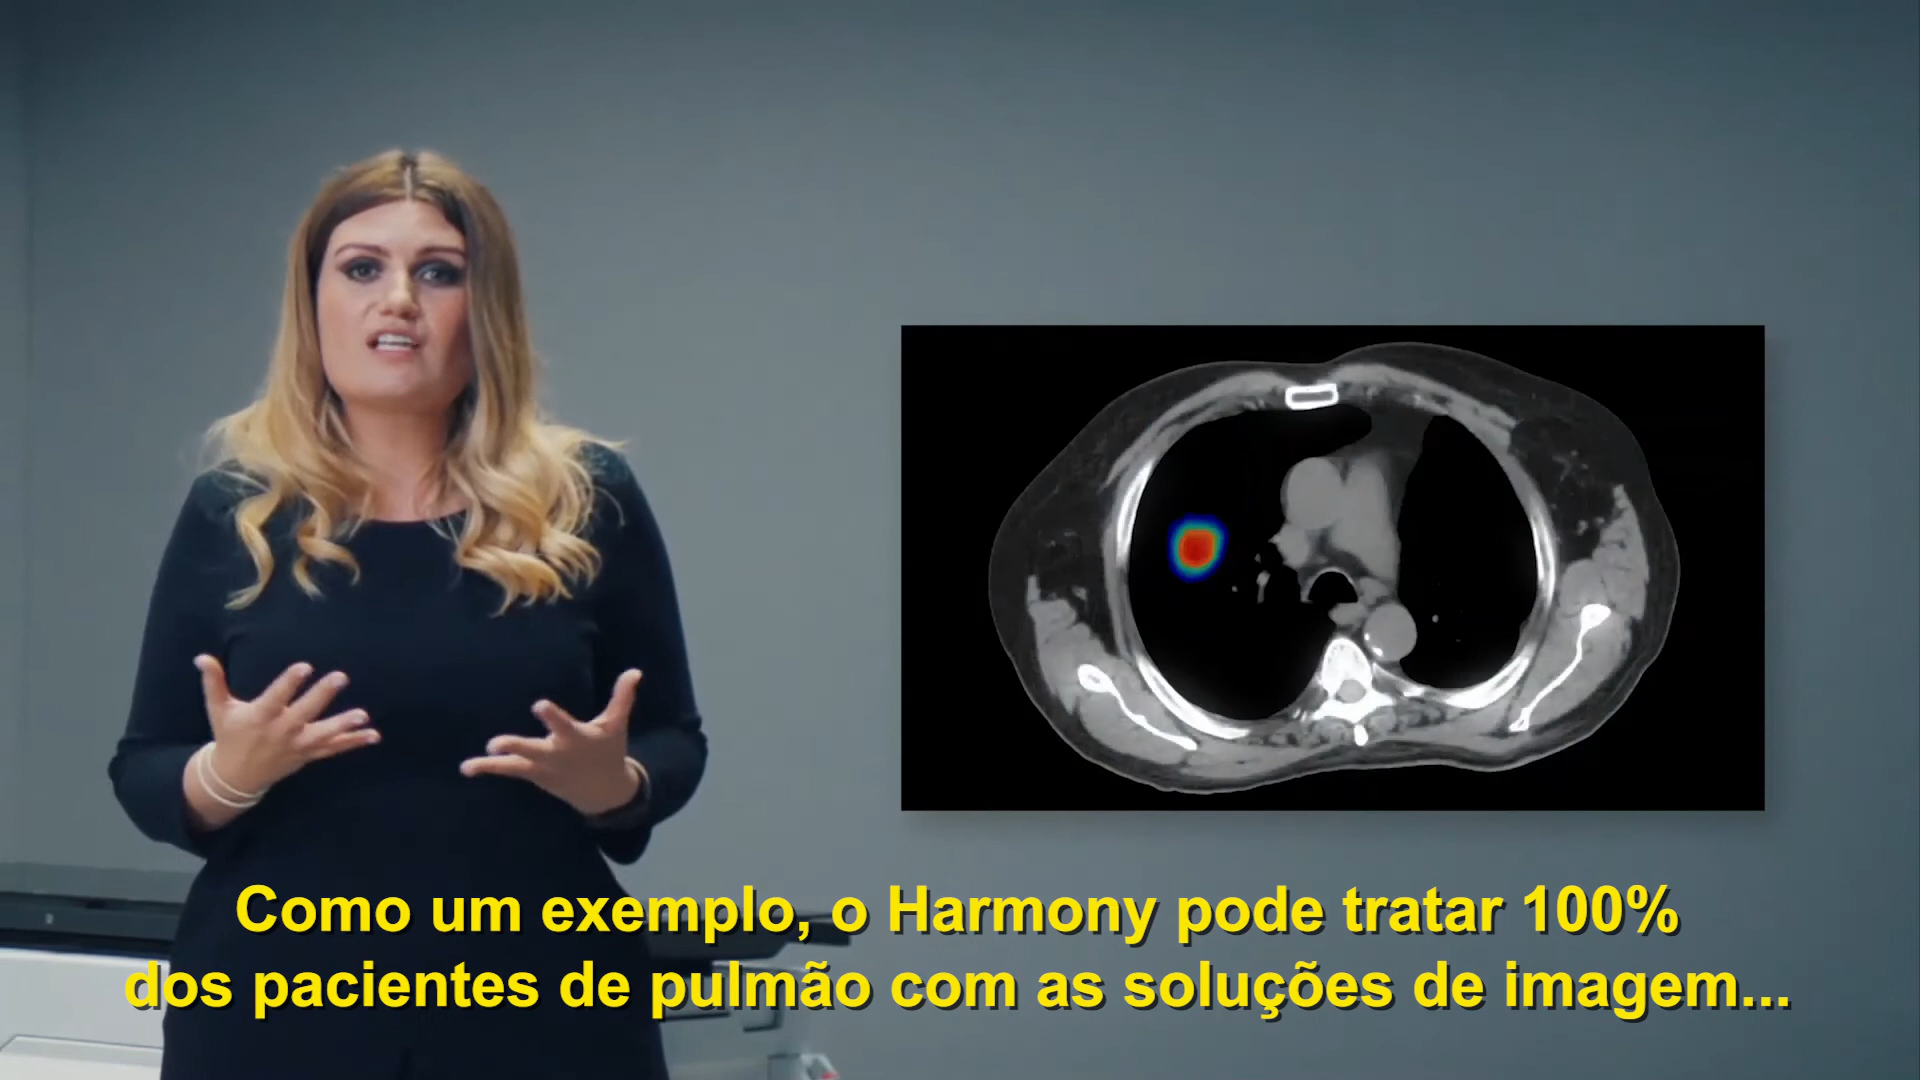 Como um exemplo, o Harmony pode tratar 100%
dos pacientes de pulmão com as soluções de imagem...